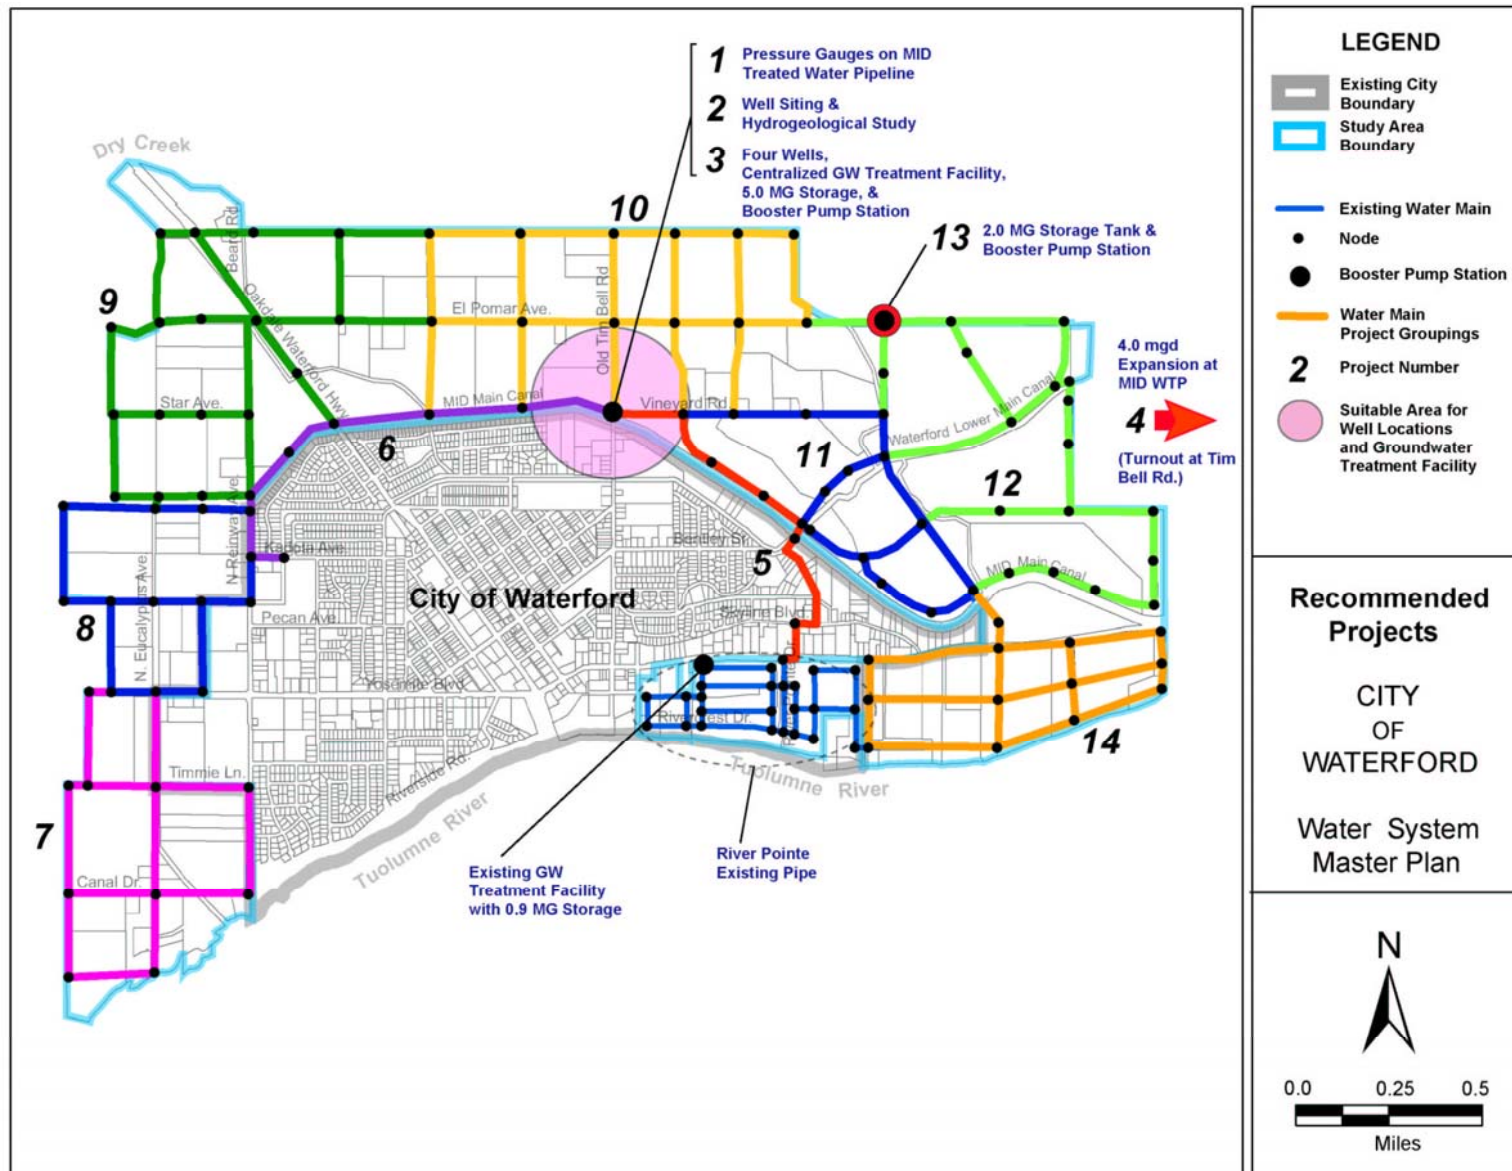 1 Pressure Gauges on MID
Treated Water Pipeline
2 Well Siting &
Hydrogeological Study
3 Four Wells,
Centralized GW Treatment Facility,
5.0 MG Storage, &
Booster Pump Station
Dry Creek
10
13 2.0 MG Storage Tank &
Booster Pump Station
Beard Rd
Oakdale Waterford Hwy
Old Tim Bell Rd
El Pomar Ave.
9
4.0 mgd
Expansion at
MID WTP
4
(Turnout at Tim
Bell Rd.)
Star Ave.
MID Main Canal
Vineyard Rd
Waterford Lower Main Canal
6
11
12
N Reinway Ave.
Kadota Ave.
Bentley St.
5
MID Main Canal
City of Waterford
N. Eucalyptus Ave
Pecan Ave.
Skyline Blvd
8
Yosemite Blvd
Rivercrest Dr.
14
Timmie Ln.
Riverside Rd.
Tuolumne River
Tuolumne River
7
Canal Dr.
Existing GW
Treatment Facility
with 0.9 MG Storage
River Pointe
Existing Pipe
LEGEND
Existing City
Boundary
Study Area
Boundary
Existing Water Main
Node
Booster Pump Station
Water Main
Project Groupings
2 Project Number
Suitable Area for
Well Locations
and Groundwater
Treatment Facility
Recommended
Projects
CITY
OF
WATERFORD
Water System
Master Plan
N
0.0 0.25 0.5
Miles